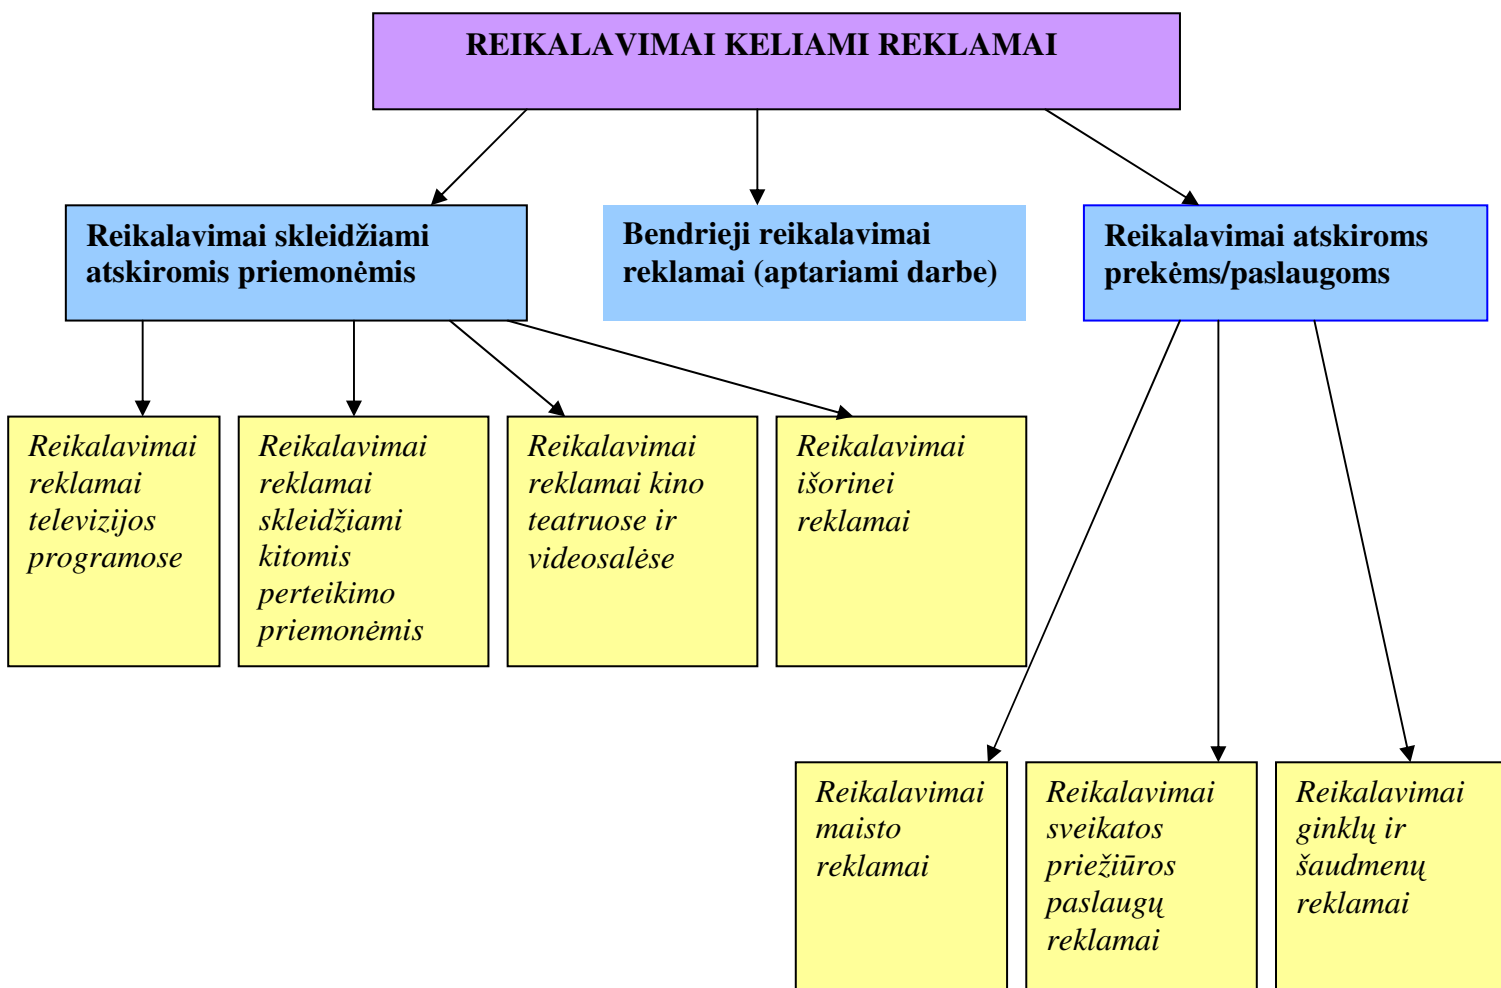 REIKALAVIMAI KELIAMI REKLAMAI
Reikalavimai skleidžiami
atskiromis priemonėmis
Bendrieji reikalavimai
reklamai (aptariami darbe)
Reikalavimai atskiroms
prekėms/paslaugoms
Reikalavimai
reklamai
televizijos
programose
Reikalavimai
reklamai
skleidžiami
kitomis
perteikimo
priemonėmis
Reikalavimai
reklamai kino
teatruose ir
videosalėse
Reikalavimai
išorinei
reklamai
Reikalavimai
maisto
reklamai
Reikalavimai
sveikatos
priežiūros
paslaugų
reklamai
Reikalavimai
ginklų ir
šaudmenų
reklamai